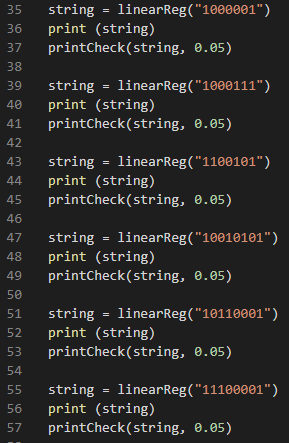 35 string = linearReg("1000001")
36 print (string)
37 printCheck(string, 0.05)
38
39 string = linearReg("1000111")
40 print (string)
41 printCheck(string, 0.05)
42
43 string = linearReg("1100101")
44 print (string)
45 printCheck(string, 0.05)
46
47 string = linearReg("10010101")
48 print (string)
49 printCheck(string, 0.05)
50
51 string = linearReg("10110001")
52 print (string)
53 printCheck(string, 0.05)
54
55 string = linearReg("11100001")
56 print (string)
57 printCheck(string, 0.05)